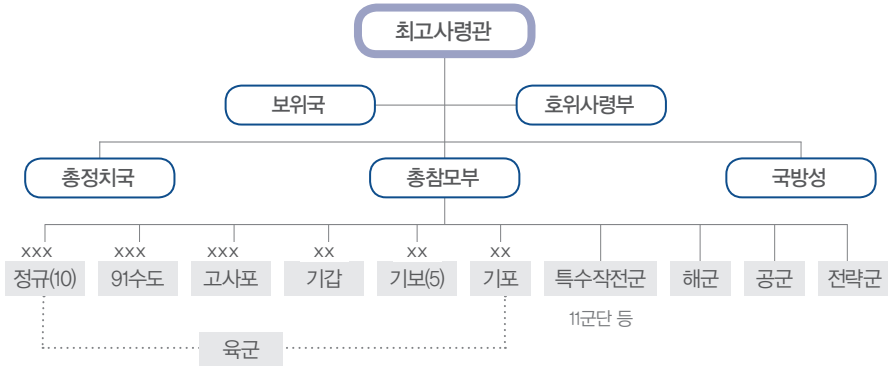 최고사령관
보위국 호위사령부
총정치국 총참모부 국방성
xxx xxx xxx xx xx xx
정규(10) 91수도 고사포 기갑 기보(5) 기포 특수작전군 해군 공군 전략군
11군단 등
육군